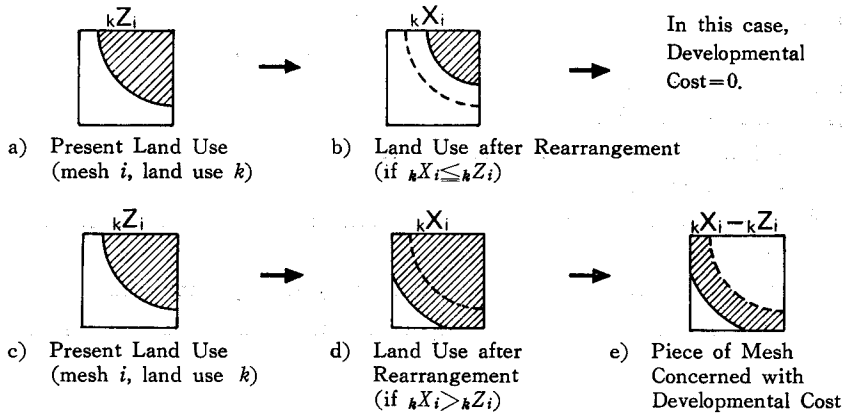 kZi
kXi
In this case,
Developmental
Cost=0.
a) Present Land Use
(mesh i, land use k)
b) Land Use after Rearrangement
(if kXi≦kZi)
kZi
kXi
kXi−kZi
c) Present Land Use
(mesh i, land use k)
d) Land Use after
Rearrangement
(if kXi>kZi)
e) Piece of Mesh
Concerned with
Developmental Cost